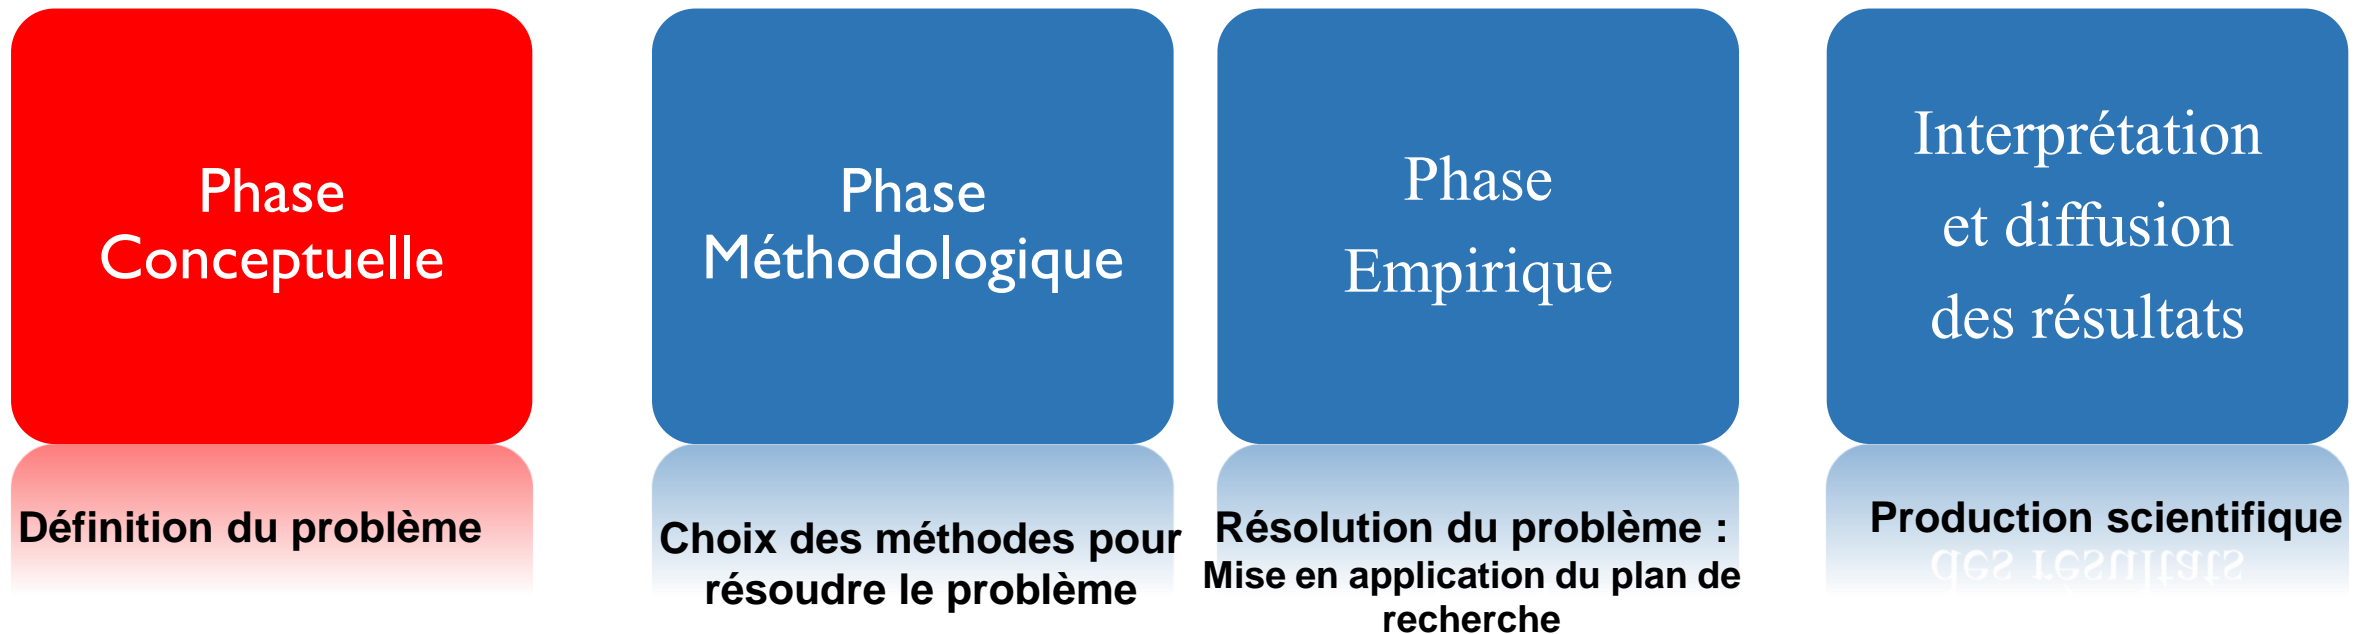 Phase
Conceptuelle
Définition du problème
Phase
Méthodologique
Choix des méthodes pour
résoudre le problème
Phase
Empirique
Résolution du problème :
Mise en application du plan de
recherche
Interprétation
et diffusion
des résultats
Production scientifique